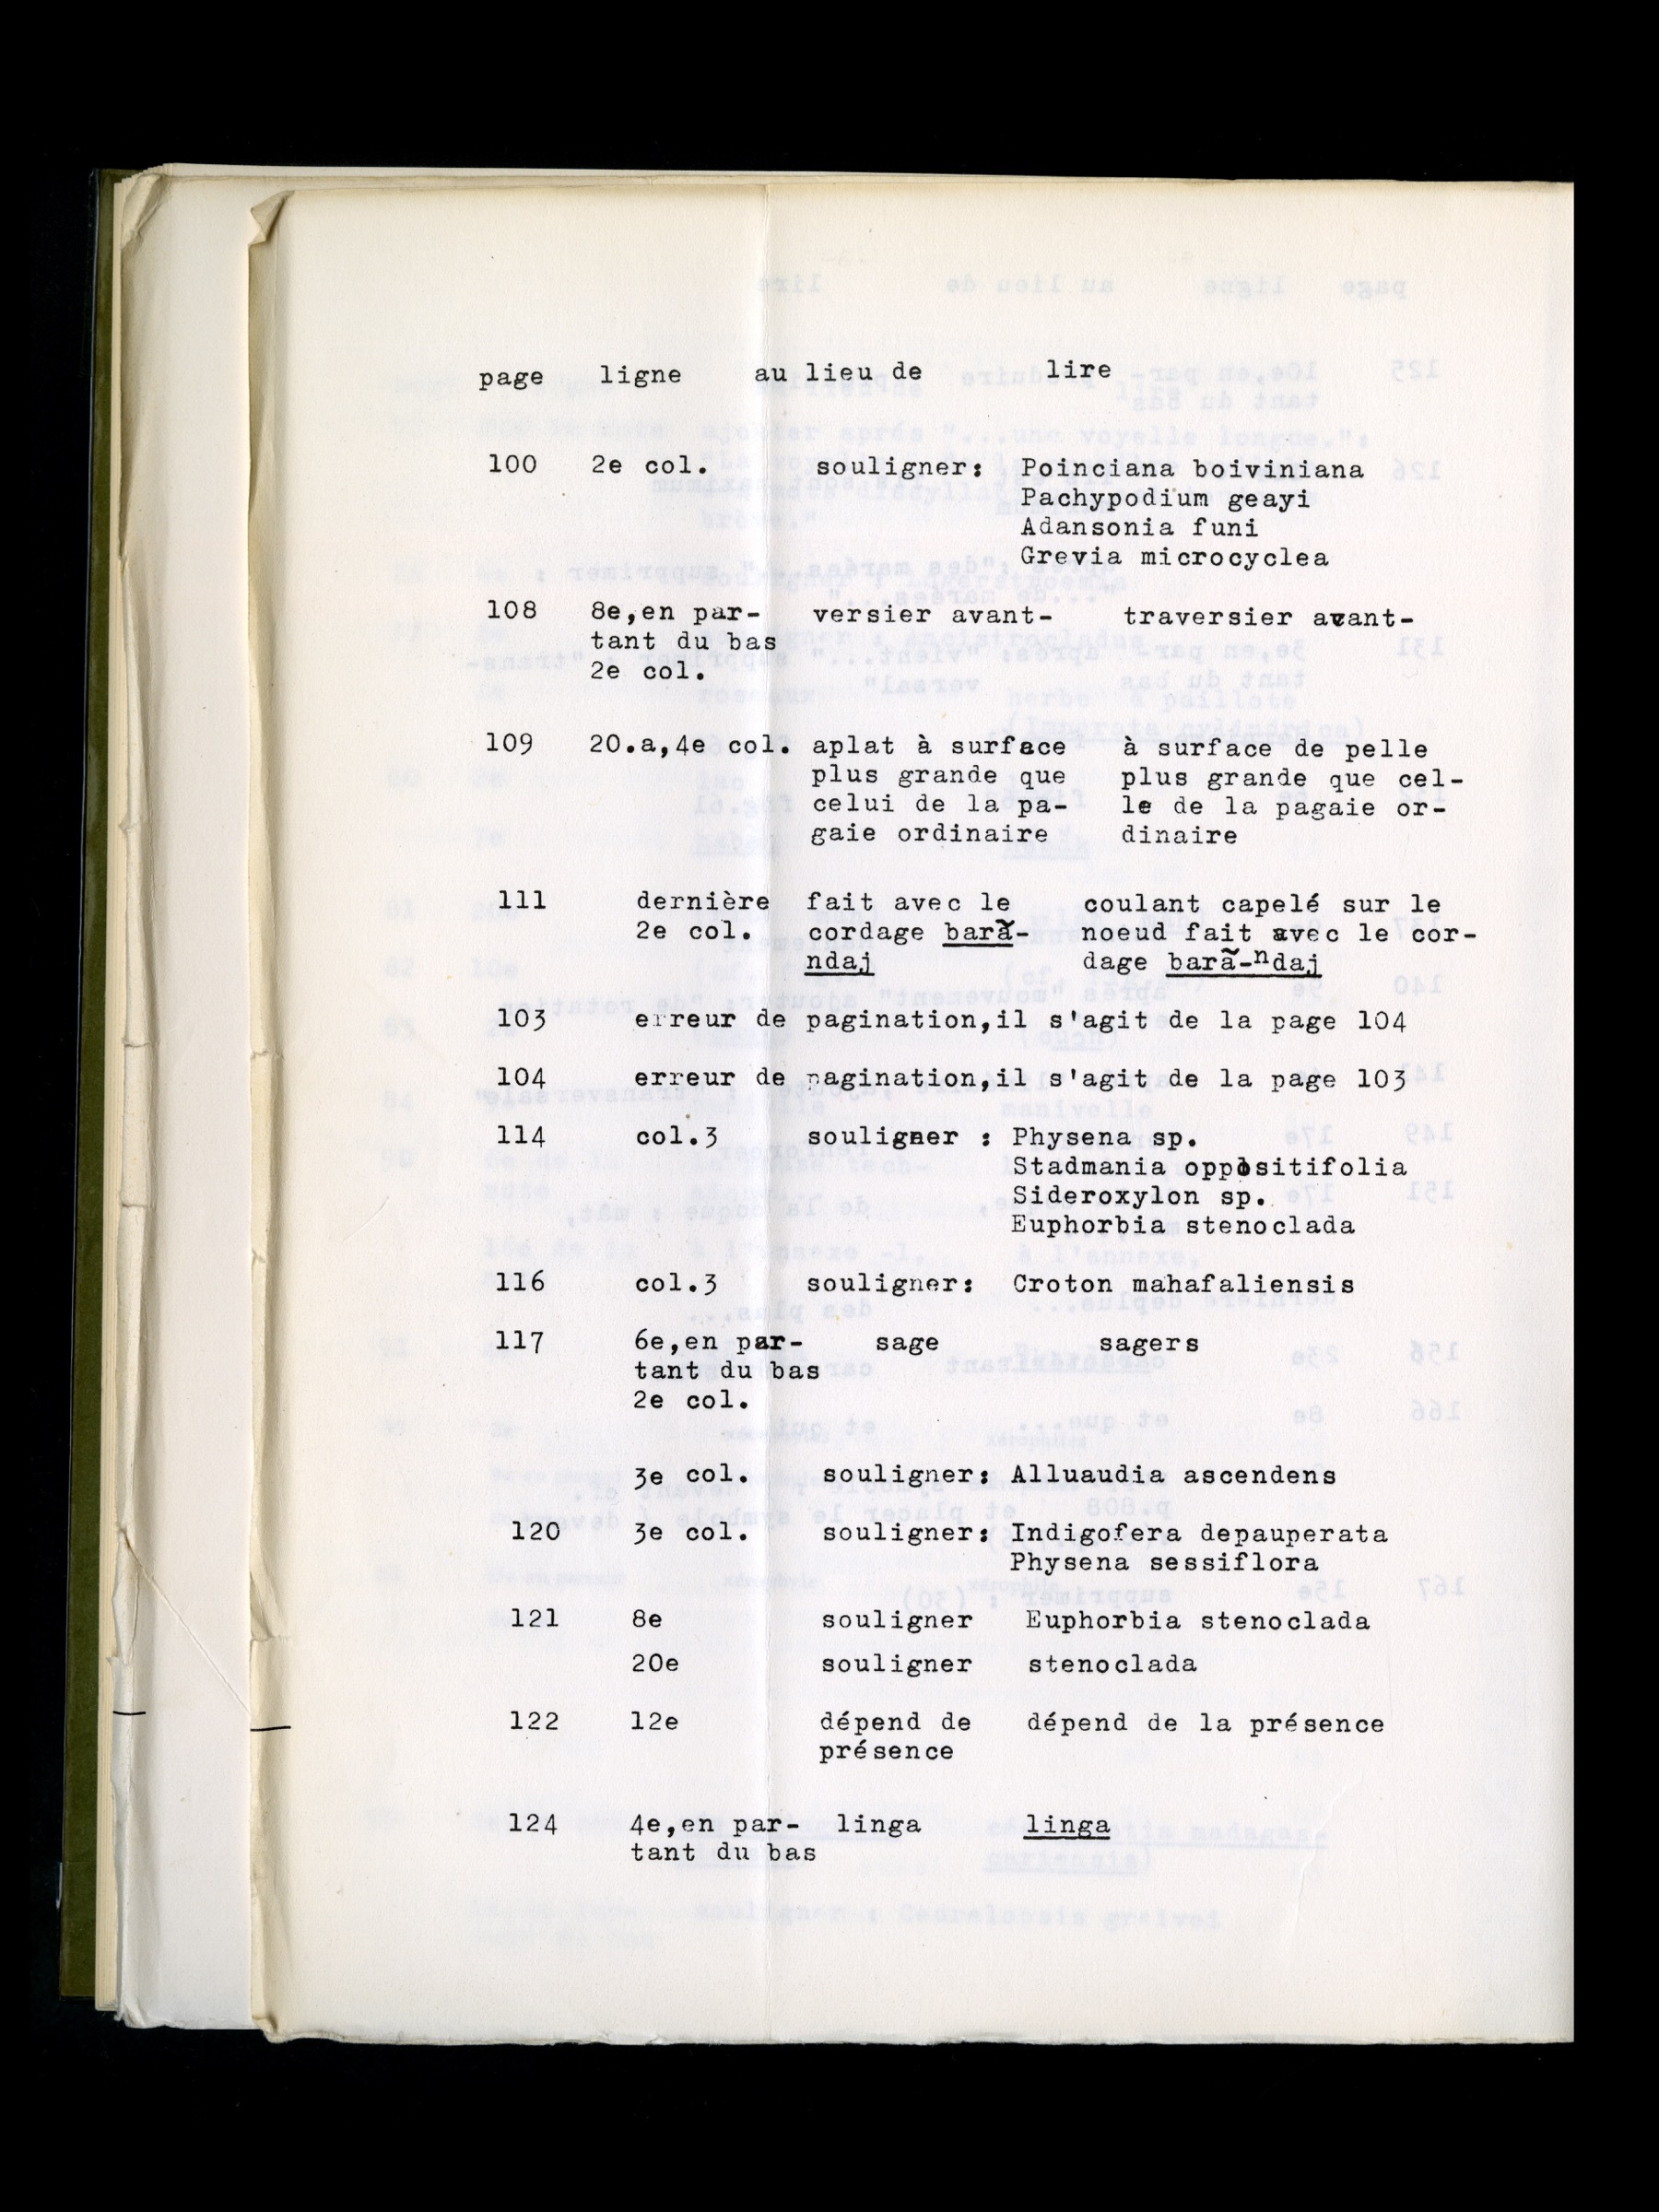 page ligne au lieu de lire
100 2e col. souligner: Poinciana boiviniana
Pachypodium geayi
Adansonia funi
Grevia microcyclea
108 8e,en par- versier avant- traversier avant-
tant du bas
2e col.
109 20.a,4e col. aplat à surface à surface de pelle
plus grande que plus grande que cel-
celui de la pa- le de la pagaie or-
gaie ordinaire dinaire
111 dernière fait avec le coulant capelé sur le
2e col. cordage barã- noeud fait avec le cor-
ndaj dage barã-ⁿdaj
103 erreur de pagination,il s'agit de la page 104
104 erreur de pagination,il s'agit de la page 103
114 col.3 souligner : Physena sp.
Stadmania oppositifolia
Sideroxylon sp.
Euphorbia stenoclada
116 col.3 souligner: Croton mahafaliensis
117 6e,en par- sage sagers
tant du bas
2e col.
3e col. souligner: Alluaudia ascendens
120 3e col. souligner: Indigofera depauperata
Physena sessiflora
121 8e souligner Euphorbia stenoclada
20e souligner stenoclada
122 12e dépend de dépend de la présence
présence
124 4e,en par- linga linga
tant du bas